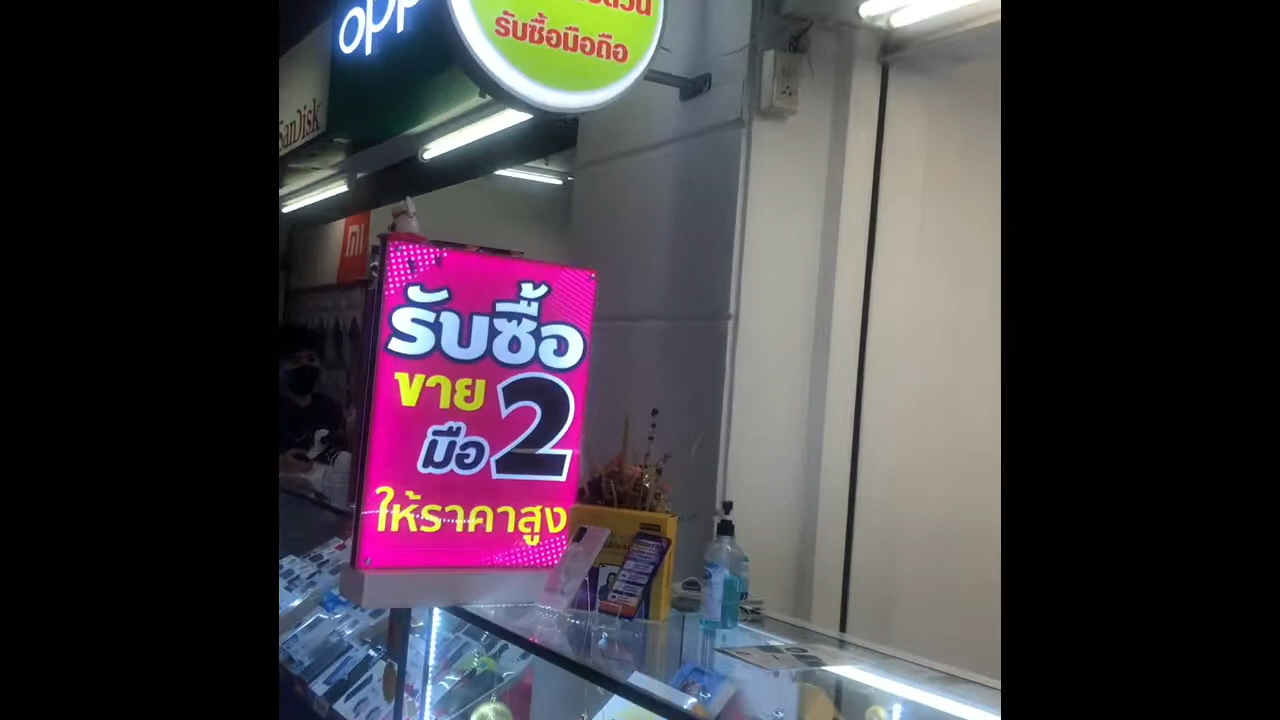 opp
รับซื้อมือถือ
SanDisk
MI
รับซื้อ
ขาย
มือ 2
ให้ราคาสูง